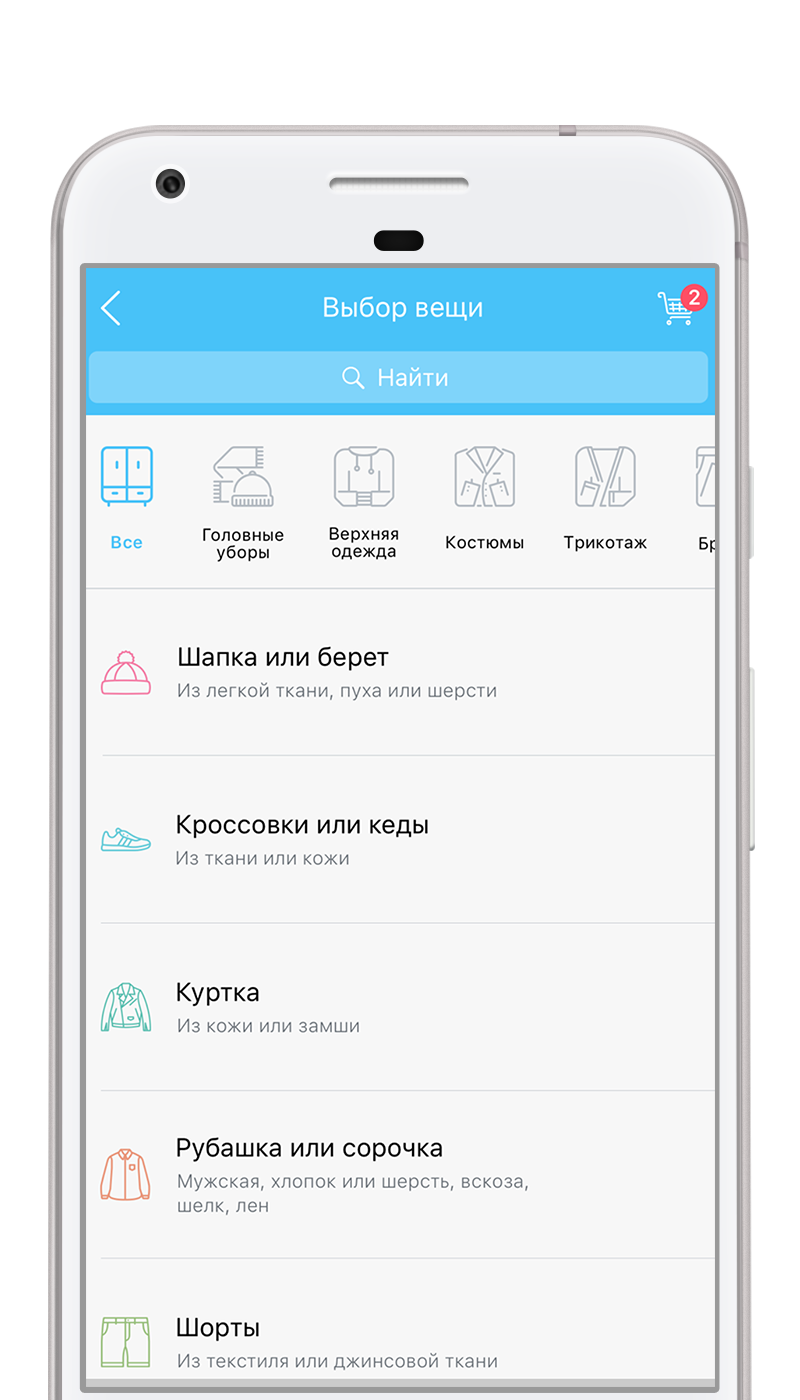 Выбор вещи
2
Найти
Все
Головные
уборы
Верхняя
одежда
Костюмы
Трикотаж
Шапка или берет
Из легкой ткани, пуха или шерсти
Кроссовки или кеды
Из ткани или кожи
Куртка
Из кожи или замши
Рубашка или сорочка
Мужская, хлопок или шерсть, вскоза,
шелк, лен
Шорты
Из текстиля или джинсовой ткани